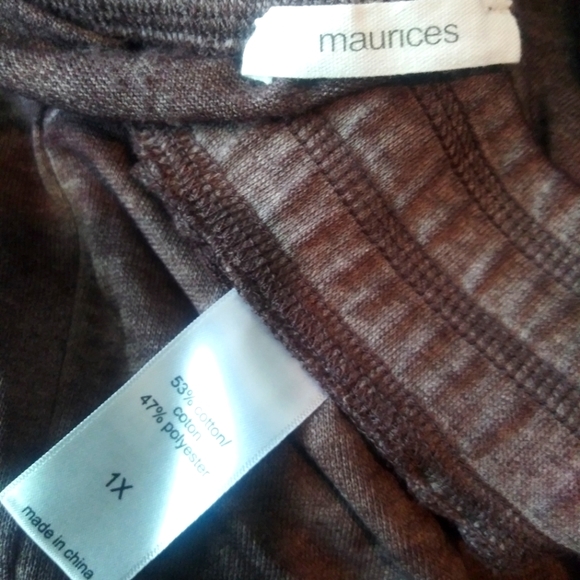 maurices
53% cotton/
coton
47% polyester
1X
made in china